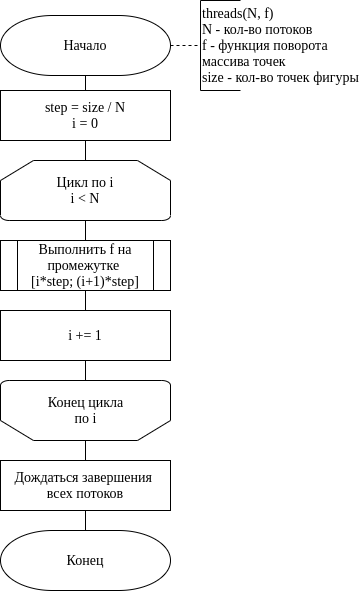 Начало
threads(N, f)
N - кол-во потоков
f - функция поворота
массива точек
size - кол-во точек фигуры
step = size / N
i = 0
Цикл по i
i < N
Выполнить f на
промежутке
[i*step; (i+1)*step]
i += 1
Конец цикла
по i
Дождаться завершения
всех потоков
Конец